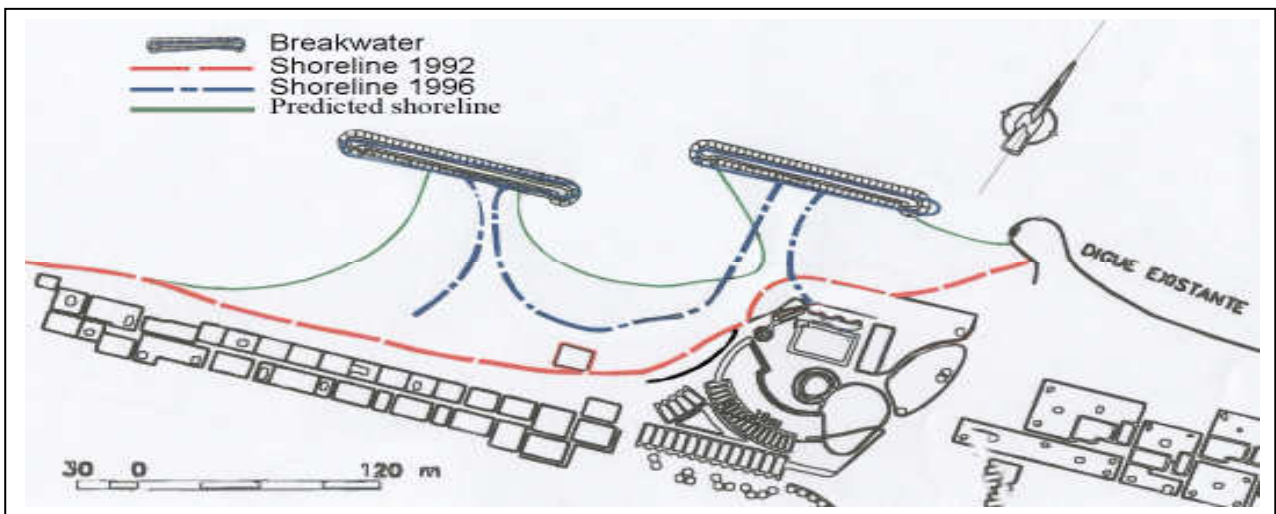 Breakwater
Shoreline 1992
Shoreline 1996
Predicted shoreline
DIGUE EXISTANTE
30 0 120 m